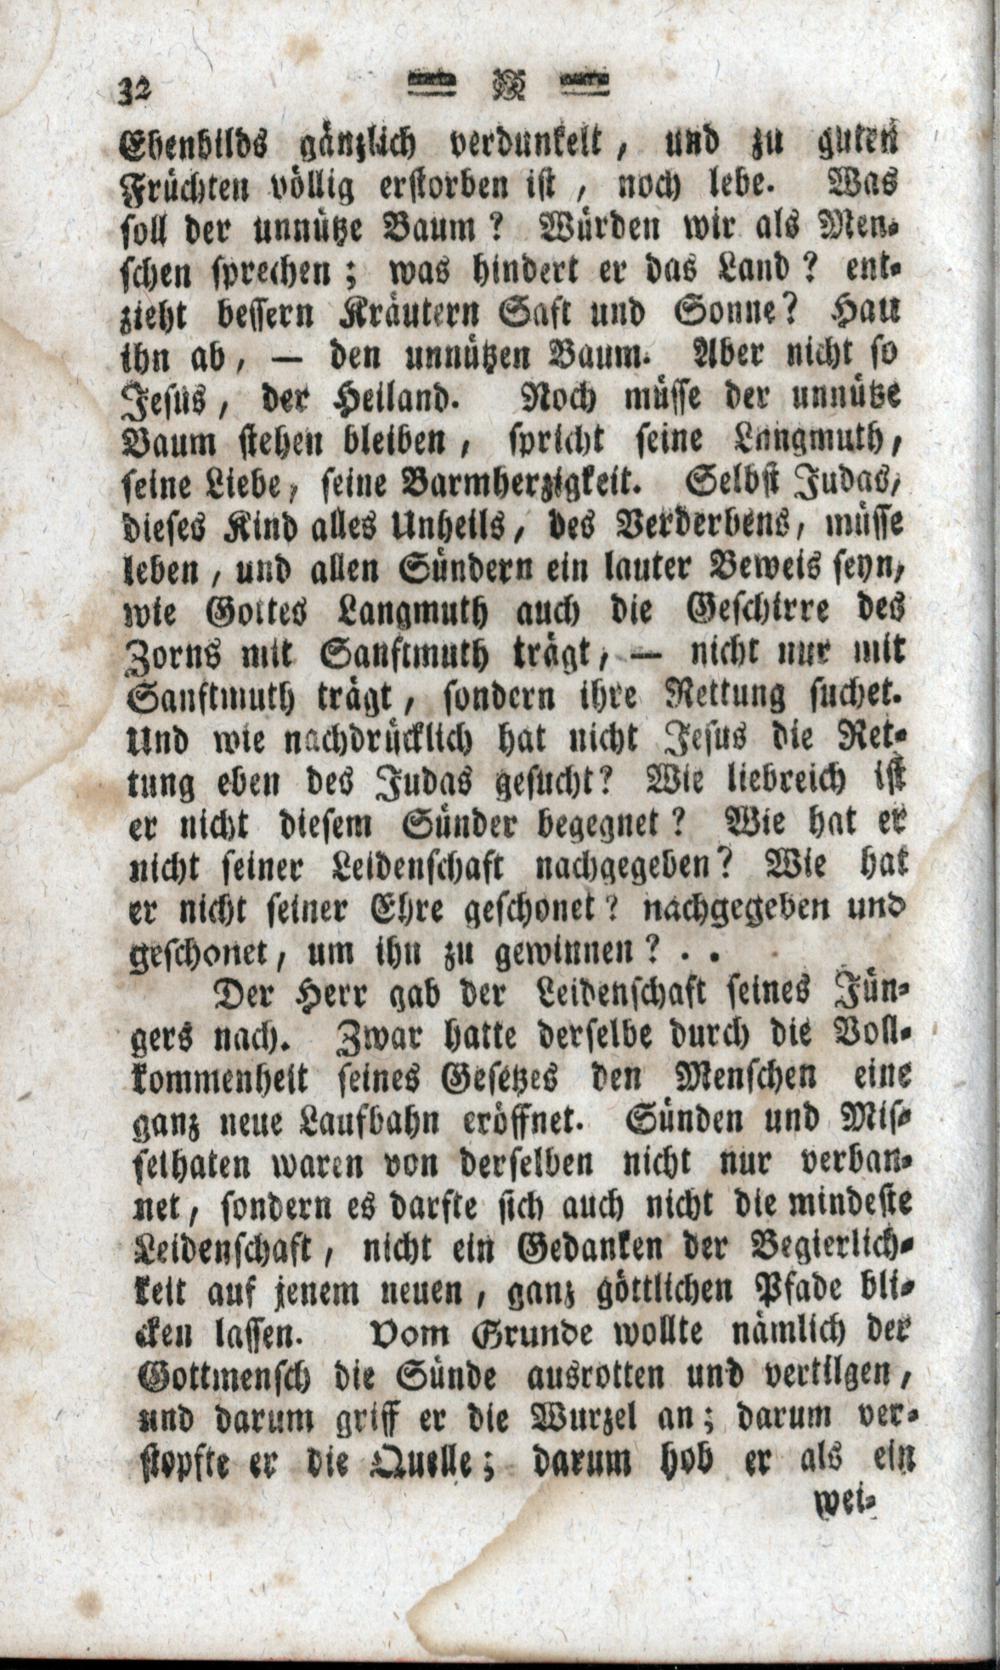 32
Ebenbilds gänzlich verdunkelt, und zu guten
Früchten völlig erstorben ist, noch lebe. Was
soll der unnütze Baum? Würden wir als Men-
schen sprechen; was hindert er das Land? ent-
zieht bessern Kräutern Saft und Sonne? Hau
ihn ab, — den unnützen Baum. Aber nicht so
Jesus, der Heiland. Noch müsse der unnütze
Baum stehen bleiben, spricht seine Langmuth,
seine Liebe, seine Barmherzigkeit. Selbst Judas,
dieses Kind alles Unheils, des Verderbens, müsse
leben, und allen Sündern ein lauter Beweis seyn,
wie Gottes Langmuth auch die Geschirre des
Zorns mit Sanftmuth trägt, — nicht nur mit
Sanftmuth trägt, sondern ihre Rettung suchet.
Und wie nachdrücklich hat nicht Jesus die Ret-
tung eben des Judas gesucht? Wie liebreich ist
er nicht diesem Sünder begegnet? Wie hat er
nicht seiner Leidenschaft nachgegeben? Wie hat
er nicht seiner Ehre geschonet? nachgegeben und
geschonet, um ihn zu gewinnen? . .
Der Herr gab der Leidenschaft seines Jün-
gers nach. Zwar hatte derselbe durch die Voll-
kommenheit seines Gesetzes den Menschen eine
ganz neue Laufbahn eröffnet. Sünden und Mis-
sethaten waren von derselben nicht nur verban-
net, sondern es darfte sich auch nicht die mindeste
Leidenschaft, nicht ein Gedanken der Begierlich-
keit auf jenem neuen, ganz göttlichen Pfade bli-
cken lassen. Vom Grunde wollte nämlich der
Gottmensch die Sünde ausrotten und vertilgen,
und darum griff er die Wurzel an; darum ver-
stopfte er die Quelle; darum hob er als ein
wei-